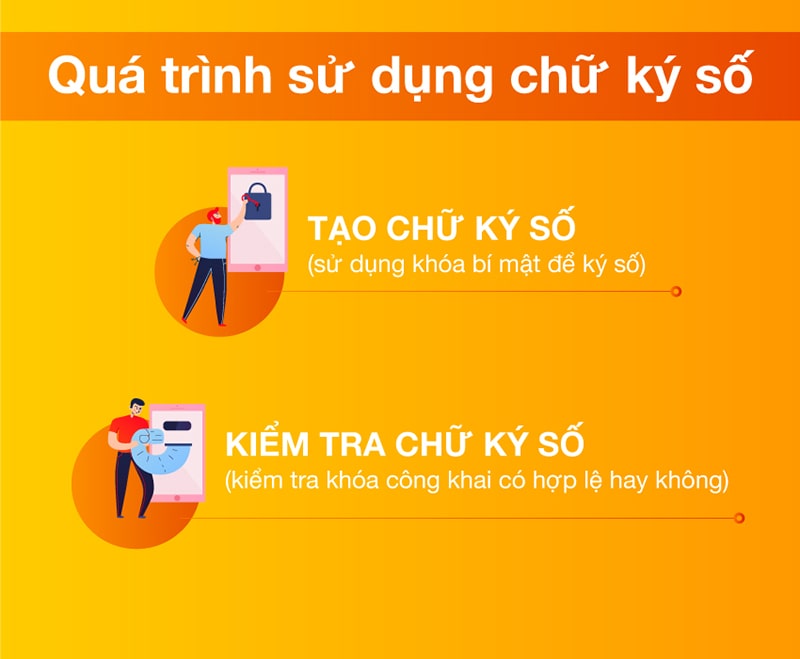 Quá trình sử dụng chữ ký số
TẠO CHỮ KÝ SỐ
(sử dụng khóa bí mật để ký số)
KIỂM TRA CHỮ KÝ SỐ
(kiểm tra khóa công khai có hợp lệ hay không)